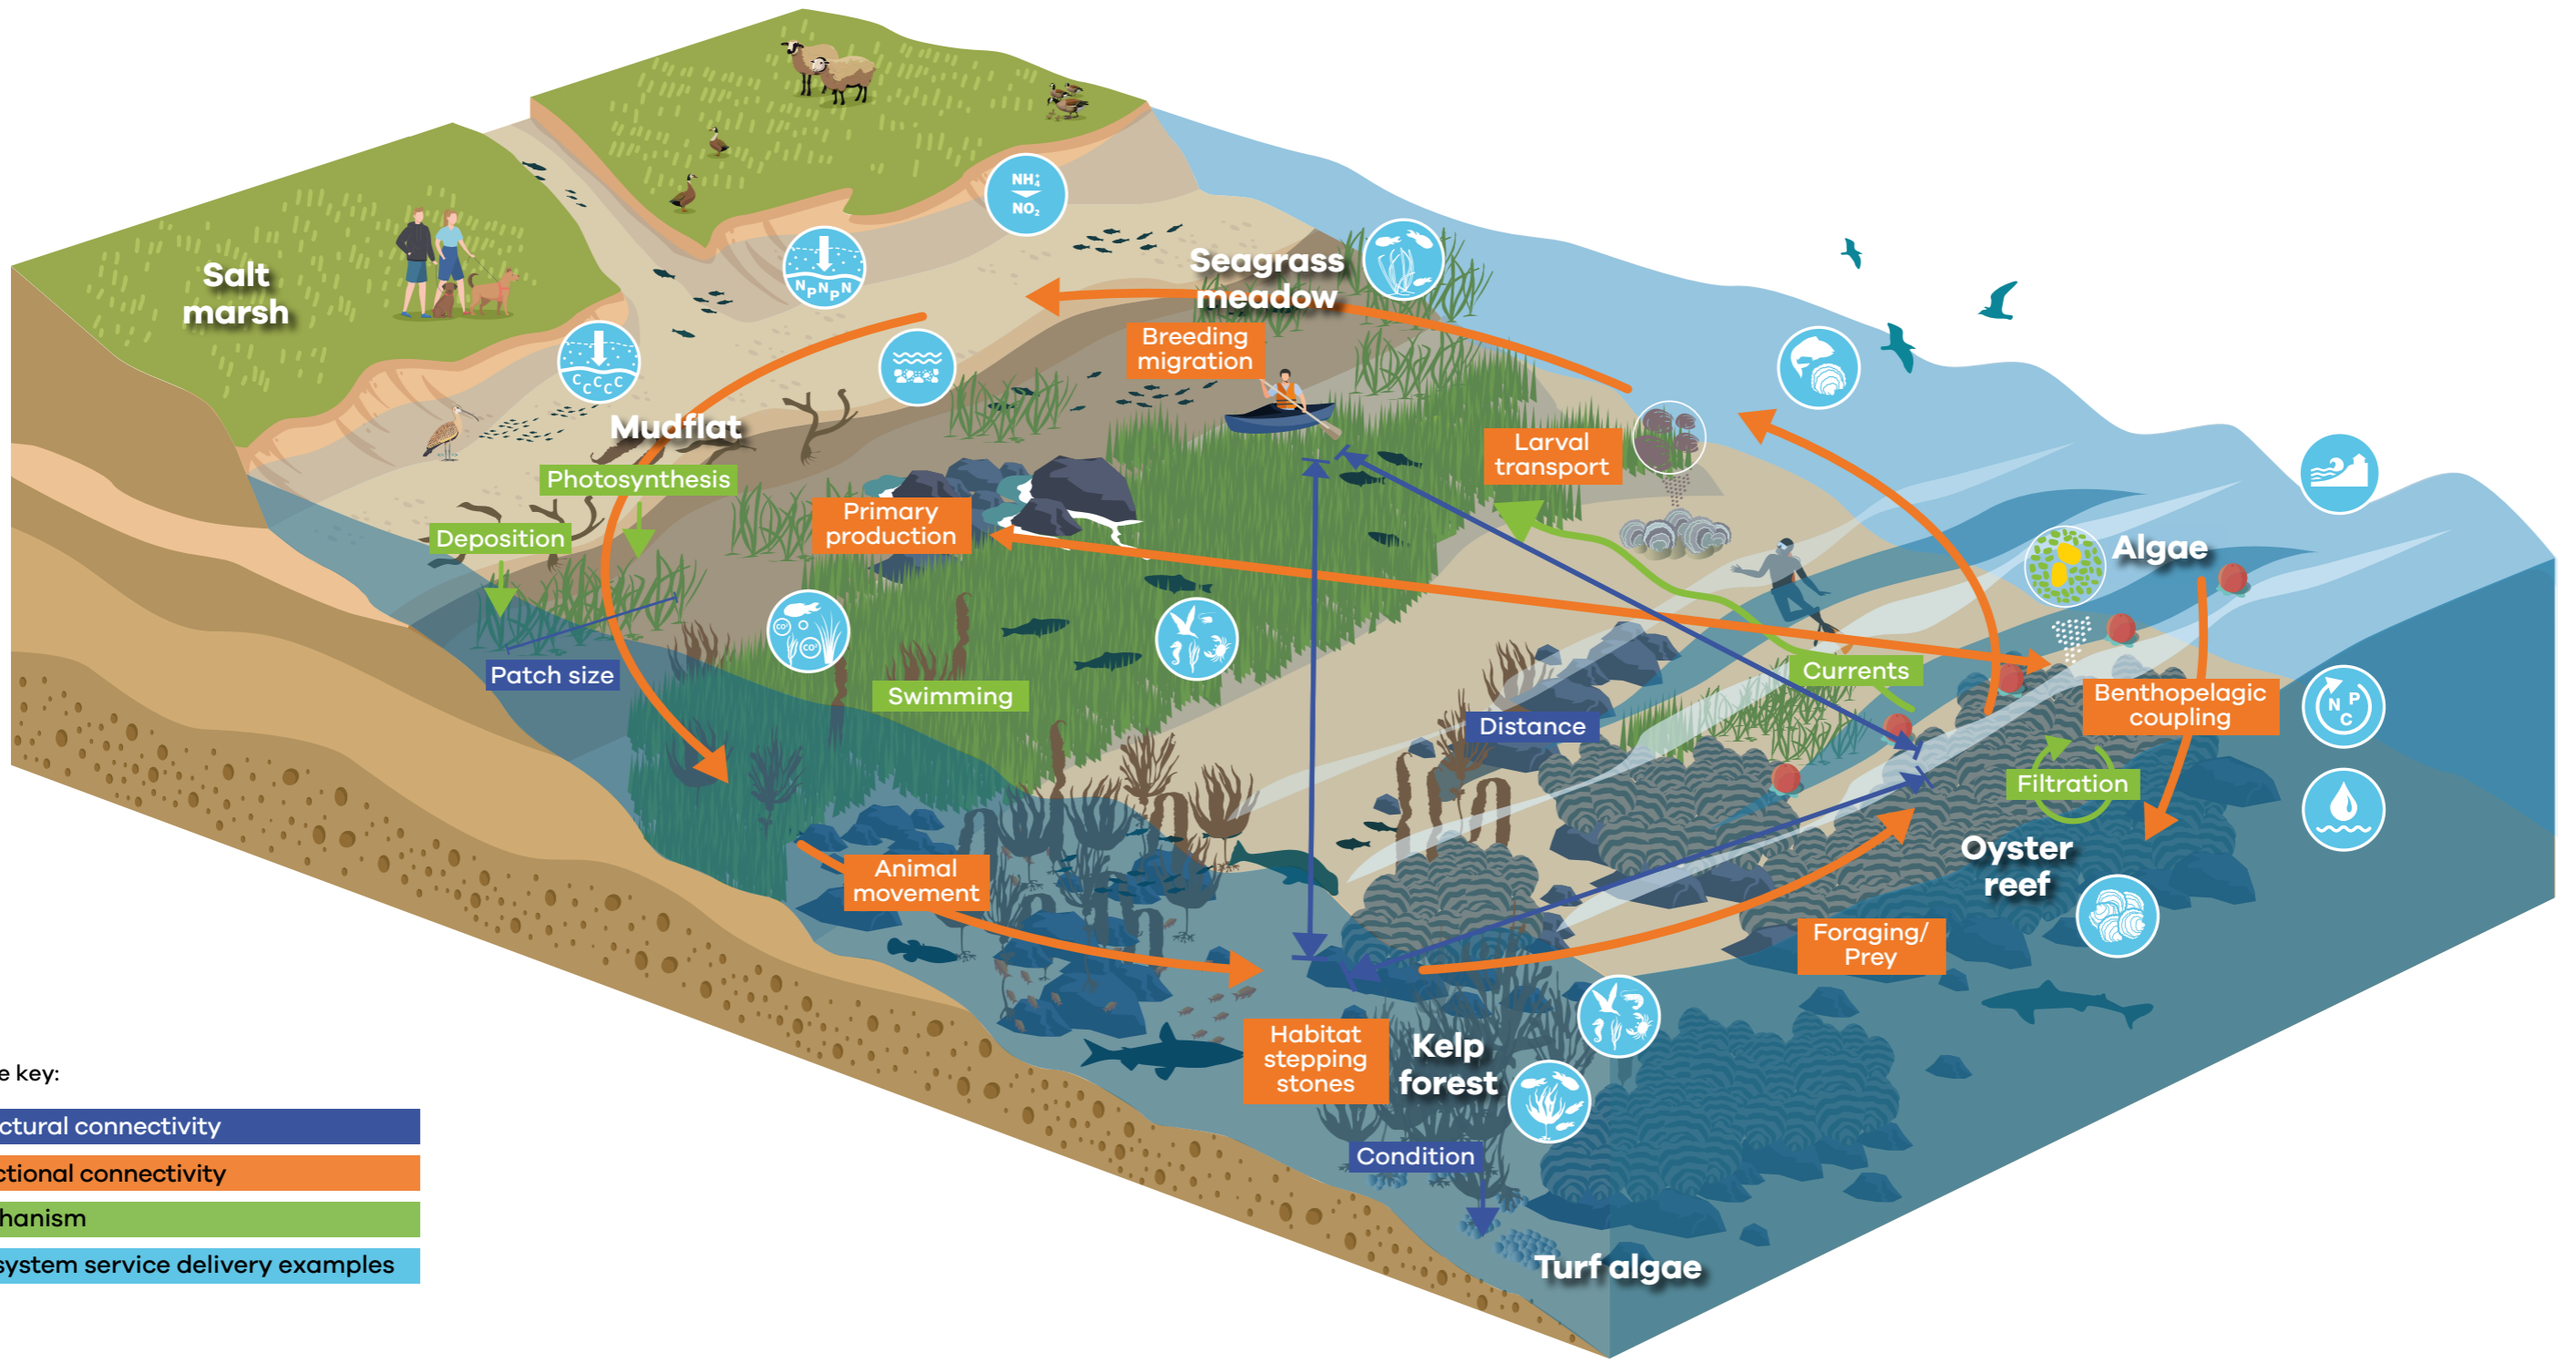 NH₄⁺
NO₂
Salt
marsh
N P N P N
C C C C C
Seagrass
meadow
Breeding
migration
Mudflat
Photosynthesis
Larval
transport
Primary
production
Deposition
Algae
CO²
CO²
Patch size
Swimming
Currents
Distance
Benthopelagic
coupling
N P
C
Filtration
Oyster
reef
Animal
movement
Foraging/
Prey
Habitat
stepping
stones
Kelp
forest
Condition
Turf algae
e key:
ctural connectivity
ctional connectivity
hanism
system service delivery examples